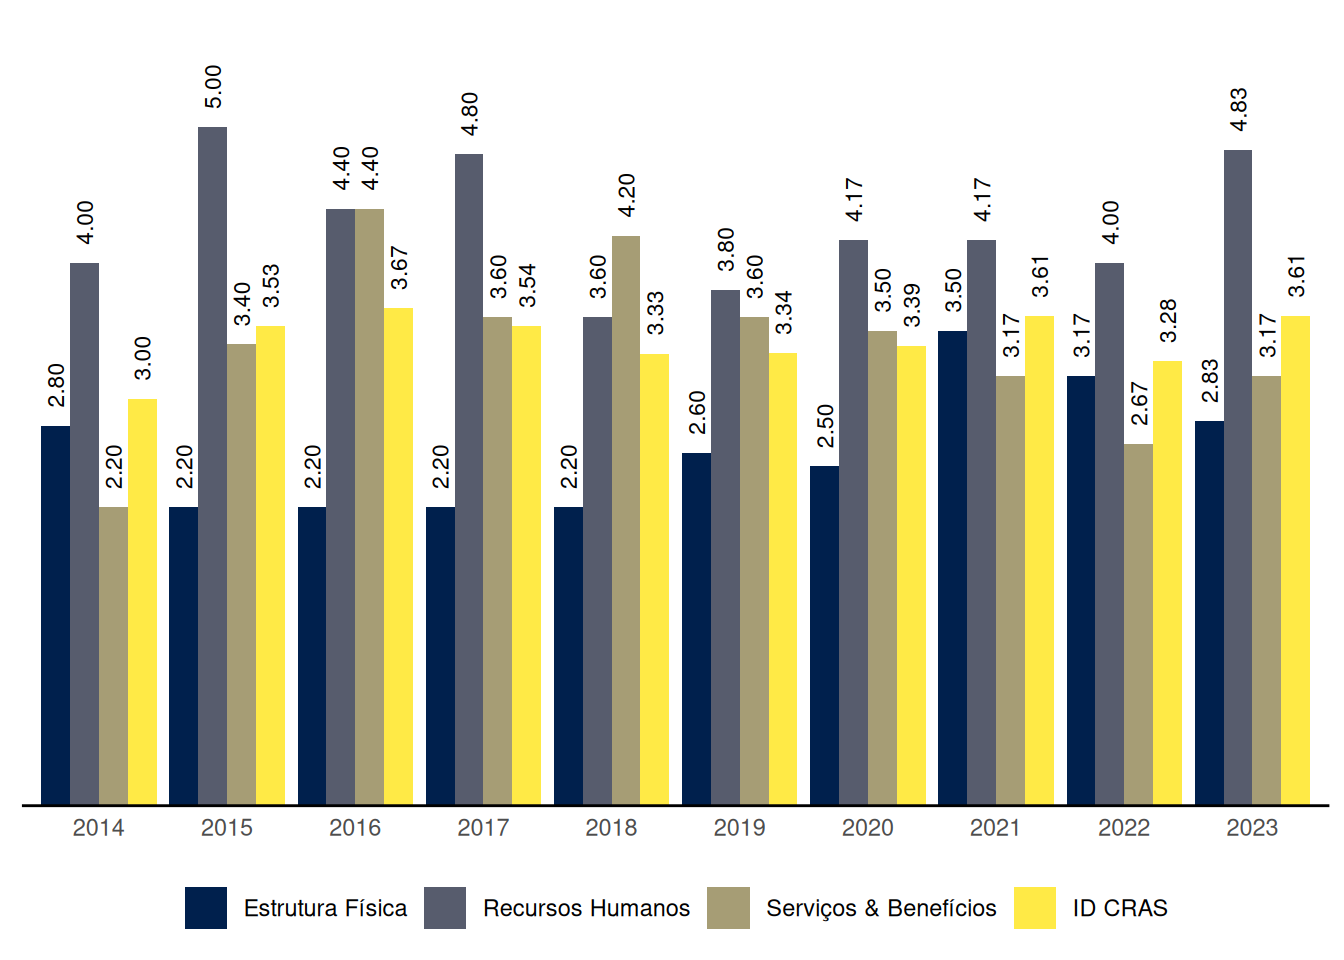 2.80 4.00 2.20 3.00
2.20 5.00 3.40 3.53
2.20 4.40 4.40 3.67
2.20 4.80 3.60 3.54
2.20 3.60 4.20 3.33
2.60 3.80 3.60 3.34
2.50 4.17 3.50 3.39
3.50 4.17 3.17 3.61
3.17 4.00 2.67 3.28
2.83 4.83 3.17 3.61
2014 2015 2016 2017 2018 2019 2020 2021 2022 2023
Estrutura Física Recursos Humanos Serviços & Benefícios ID CRAS